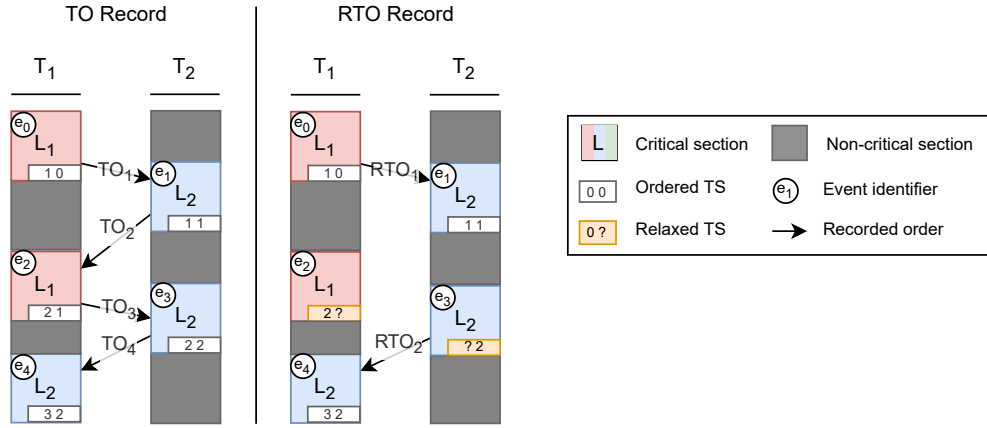 TO Record
RTO Record
T1
T2
T1
T2
e0
L1
1 0
TO1
e1
L2
1 1
TO2
e2
L1
2 1
TO3
e3
L2
2 2
TO4
e4
L2
3 2
e0
L1
1 0
RTO1
e1
L2
1 1
e2
L1
2 ?
e3
L2
? 2
RTO2
e4
L2
3 2
L
Critical section
Non-critical section
0 0
Ordered TS
e1
Event identifier
0 ?
Relaxed TS
Recorded order